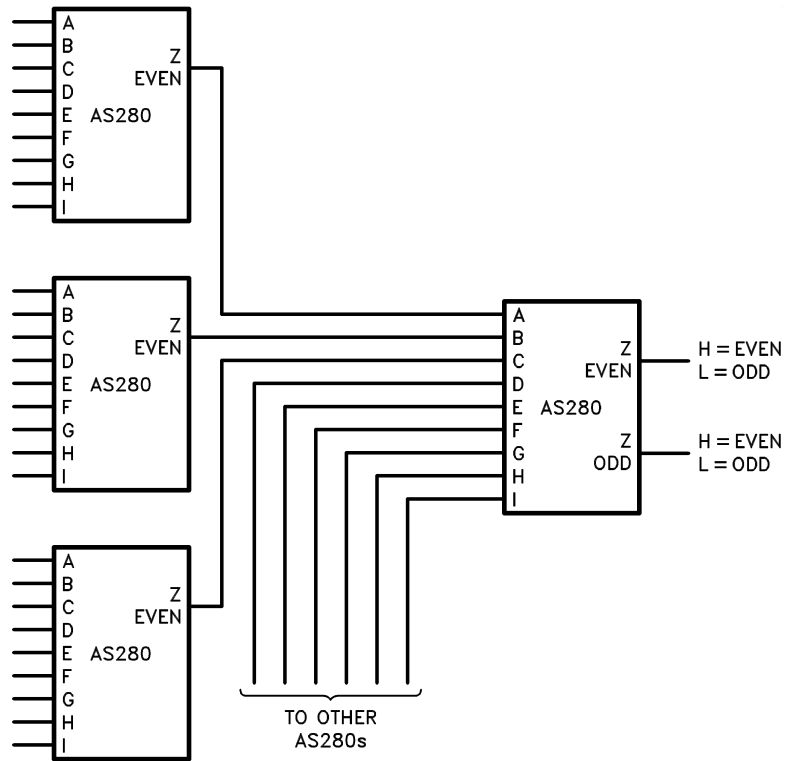 A
B
C
D
E
F
G
H
I
Z
EVEN
AS280
A
B
C
D
E
F
G
H
I
Z
EVEN
AS280
A
B
C
D
E
F
G
H
I
Z
EVEN
AS280
A
B
C
D
E
F
G
H
I
Z
EVEN
AS280
Z
ODD
H = EVEN
L = ODD
H = EVEN
L = ODD
TO OTHER
AS280s